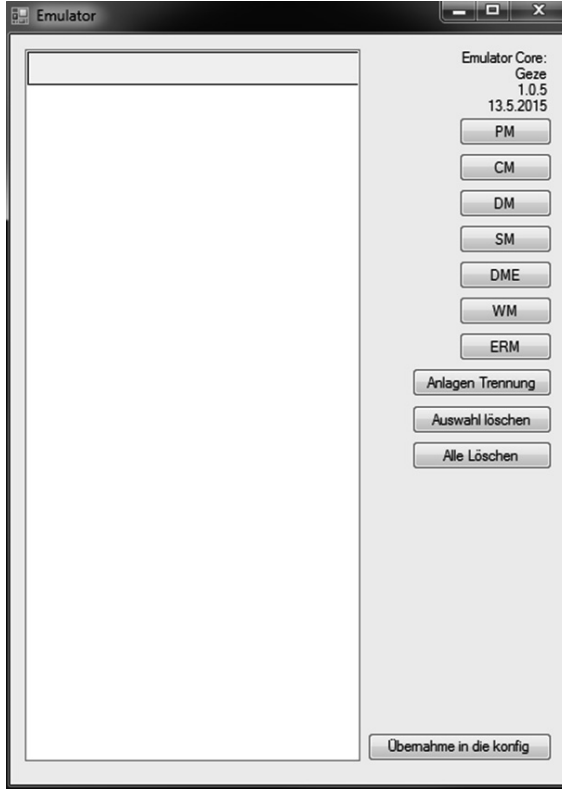 Emulator
Emulator Core:
Geze
1.0.5
13.5.2015
PM
CM
DM
SM
DME
WM
ERM
Anlagen Trennung
Auswahl löschen
Alle Löschen
Übernahme in die konfig